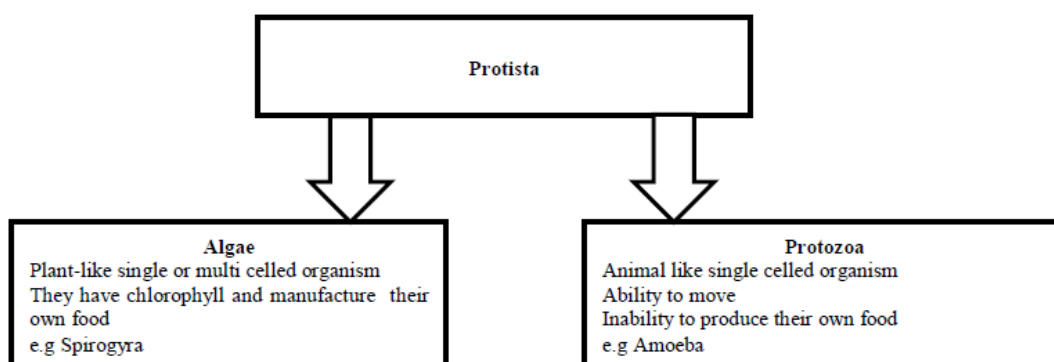 Protista
Algae
Plant-like single or multi celled organism
They have chlorophyll and manufacture their
own food
e.g Spirogyra
Protozoa
Animal like single celled organism
Ability to move
Inability to produce their own food
e.g Amoeba